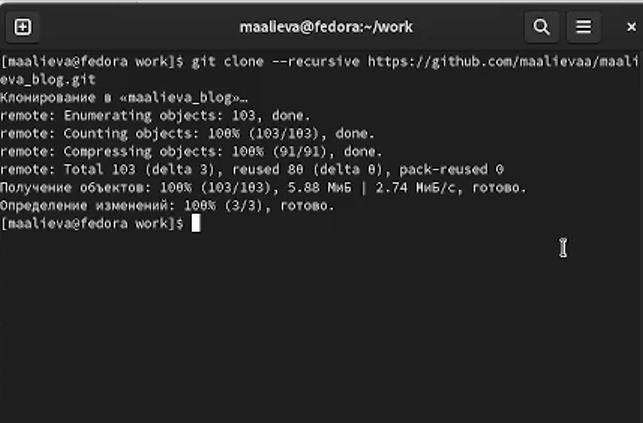 maalieva@fedora:~/work
[maalieva@fedora work]$ git clone --recursive https://github.com/maalievaa/maali
eva_blog.git
Клонирование в «maalieva_blog»…
remote: Enumerating objects: 103, done.
remote: Counting objects: 100% (103/103), done.
remote: Compressing objects: 100% (91/91), done.
remote: Total 103 (delta 3), reused 80 (delta 0), pack-reused 0
Получение объектов: 100% (103/103), 5.88 МиБ | 2.74 МиБ/с, готово.
Определение изменений: 100% (3/3), готово.
[maalieva@fedora work]$